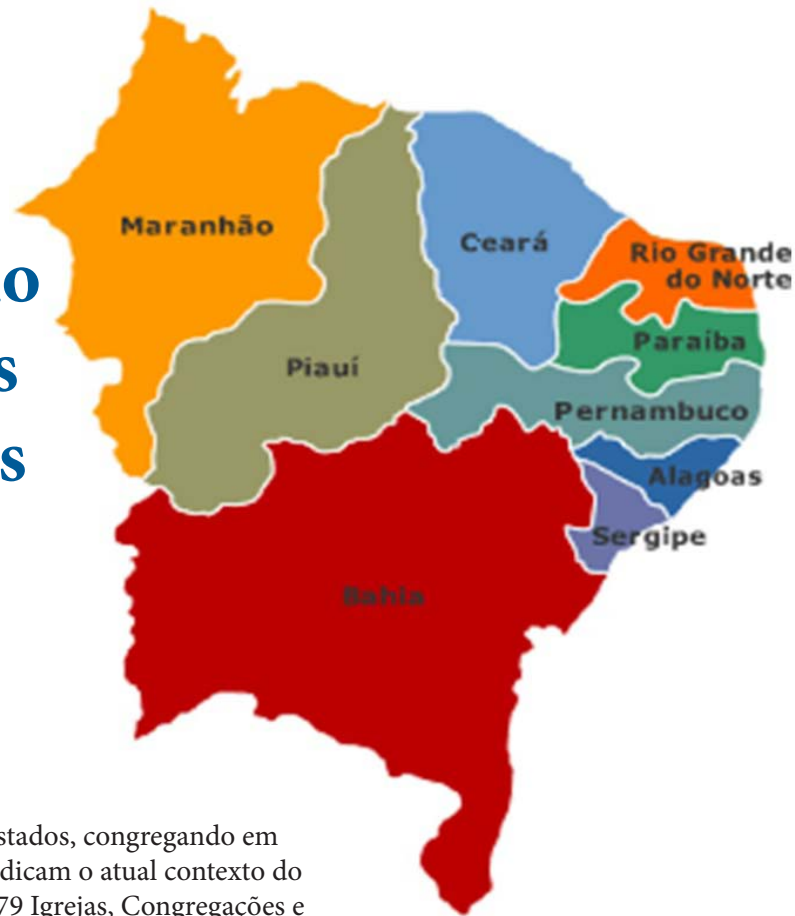 Maranhão
Ceará
Rio Grande
do Norte
Paraíba
Piauí
Pernambuco
Alagoas
Sergipe
Bahia
s
s
stados, congregando em
dicam o atual contexto do
79 Igrejas, Congregações e